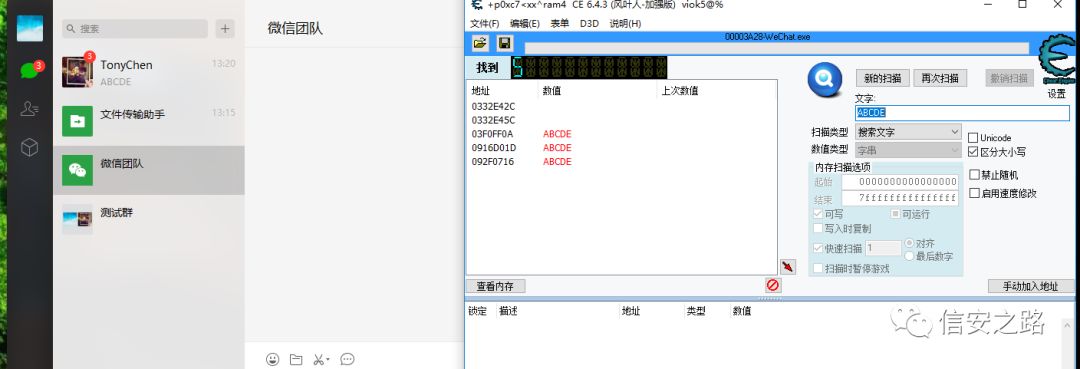 搜索
+
3
TonyChen
13:20
ABCDE
3
文件传输助手
13:15
微信团队
测试群
微信团队
+p0xc7<xx^ram4 CE 6.4.3 (风叶人-加强版) viok5@%
文件(F) 编辑(E) 表单 D3D 说明(H)
00003A28-WeChat.exe
找到
5
地址 数值 上次数值
0332E42C
0332E45C
03F0FF0A ABCDE
0916D01D ABCDE
092F0716 ABCDE
新的扫描 再次扫描 撤销扫描
设置
文字:
ABCDE
扫描类型 搜索文字
数值类型 字串
Unicode
区分大小写
内存扫描选项
起始 0000000000000000
结束 7fffffffffffffff
可写 可运行
写入时复制
快速扫描 1 对齐
最后数字
扫描时暂停游戏
禁止随机
启用速度修改
查看内存
手动加入地址
锁定 描述 地址 类型 数值
信安之路